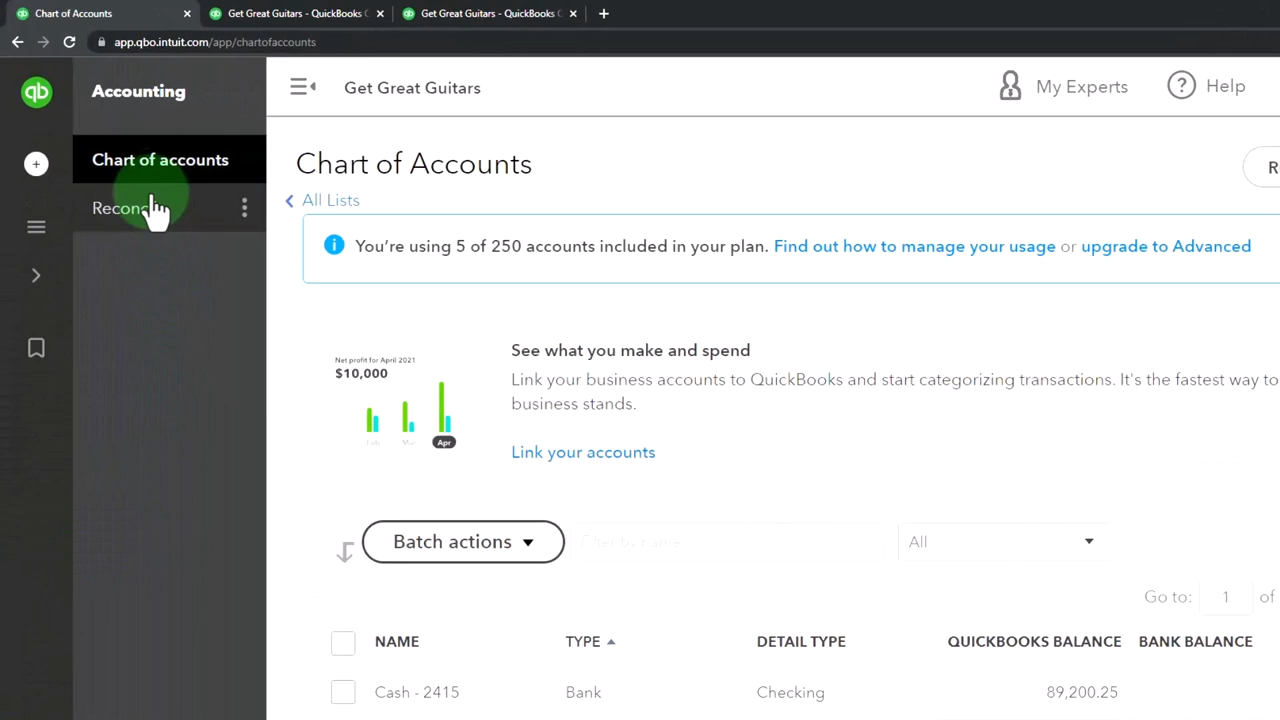 Chart of Accounts
Get Great Guitars - QuickBooks
Get Great Guitars - QuickBooks
app.qbo.intuit.com/app/chartofaccounts
qb
Accounting
Get Great Guitars
My Experts
Help
Chart of accounts
Chart of Accounts
All Lists
You're using 5 of 250 accounts included in your plan. Find out how to manage your usage or upgrade to Advanced
Net profit for April 2021
$10,000
Apr
See what you make and spend
Link your business accounts to QuickBooks and start categorizing transactions. It's the fastest way to
business stands.
Link your accounts
Batch actions
Filter by name
All
Go to: 1 of
NAME TYPE DETAIL TYPE QUICKBOOKS BALANCE BANK BALANCE
Cash - 2415 Bank Checking 89,200.25